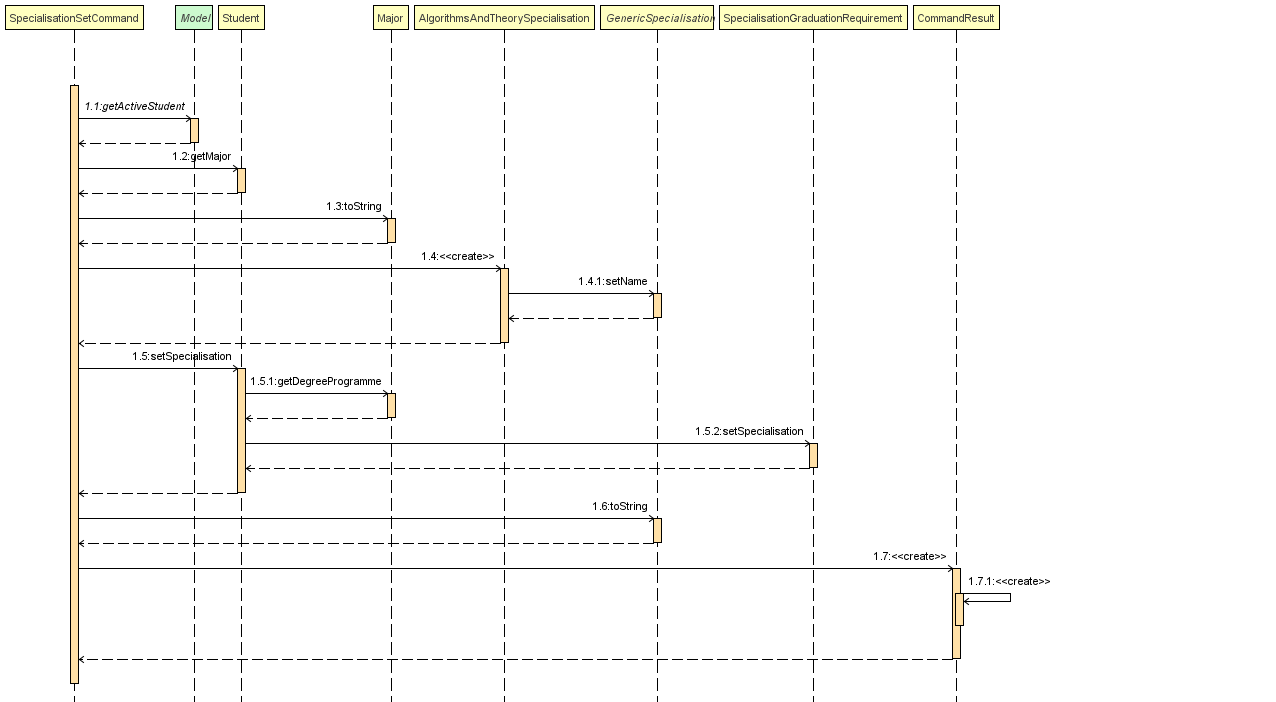 SpecialisationSetCommand
Model
Student
Major
AlgorithmsAndTheorySpecialisation
GenericSpecialisation
SpecialisationGraduationRequirement
CommandResult
1.1:getActiveStudent
1.2:getMajor
1.3:toString
1.4:<<create>>
1.4.1:setName
1.5:setSpecialisation
1.5.1:getDegreeProgramme
1.5.2:setSpecialisation
1.6:toString
1.7:<<create>>
1.7.1:<<create>>